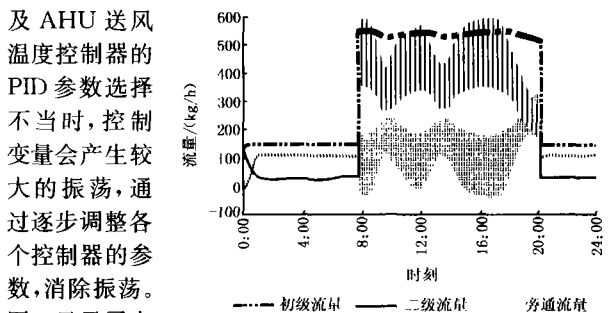 及 AHU 送风
温度控制器的
PID 参数选择
不当时,控制
变量会产生较
大的振荡,通
过逐步调整各
个控制器的参
数,消除振荡。
流量/(kg/h)
600
500
400
300
200
100
0
-100
0:00
4:00
8:00
12:00
16:00
20:00
24:00
时刻
初级流量
二级流量
旁通流量